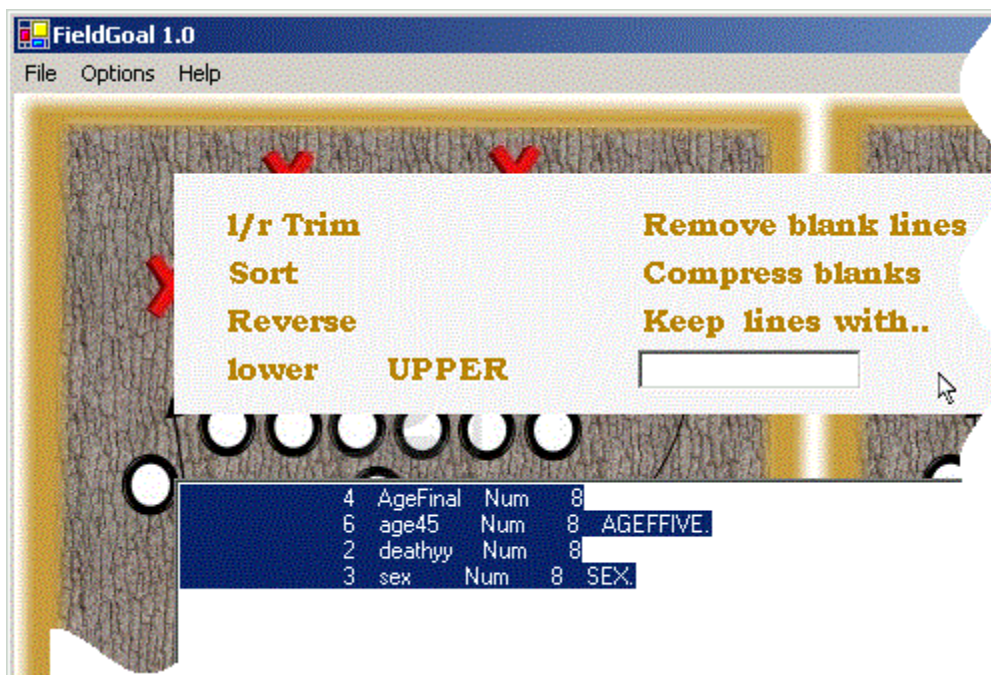 FieldGoal 1.0
File Options Help
l/r Trim
Remove blank lines
Sort
Compress blanks
Reverse
Keep lines with..
lower UPPER
4 AgeFinal Num 8
6 age45 Num 8 AGEFFIVE.
2 deathyy Num 8
3 sex Num 8 SEX.